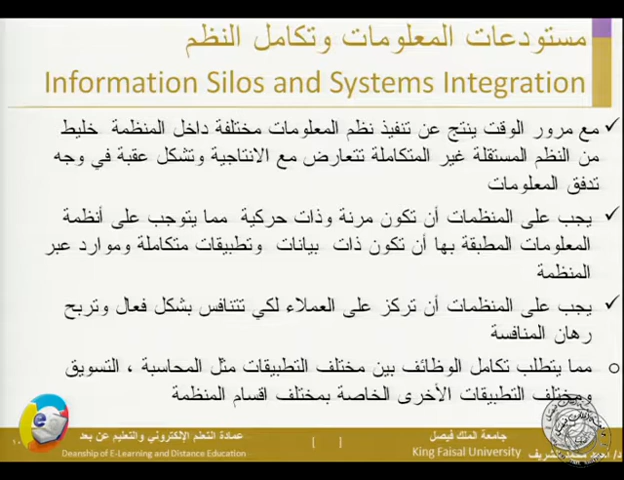 مستودعات المعلومات وتكامل النظم
Information Silos and Systems Integration
✓ مع مرور الوقت ينتج عن تنفيذ نظم المعلومات مختلفة داخل المنظمة خليط
من النظم المستقلة غير المتكاملة تتعارض مع الانتاجية وتشكل عقبة في وجه
تدفق المعلومات
✓ يجب على المنظمات أن تكون مرنة وذات حركية مما يتوجب على أنظمة
المعلومات المطبقة بها أن تكون ذات بيانات وتطبيقات متكاملة وموارد عبر
المنظمة
✓ يجب على المنظمات أن تركز على العملاء لكي تتنافس بشكل فعال وتربح
رهان المنافسة
○ مما يتطلب تكامل الوظائف بين مختلف التطبيقات مثل المحاسبة ، التسويق
ومختلف التطبيقات الأخرى الخاصة بمختلف اقسام المنظمة
جامعة الملك فيصل [ ] عمادة التعلم الإلكتروني والتعليم عن بعد
King Faisal University Deanship of E-Learning and Distance Education
محمد الشريف